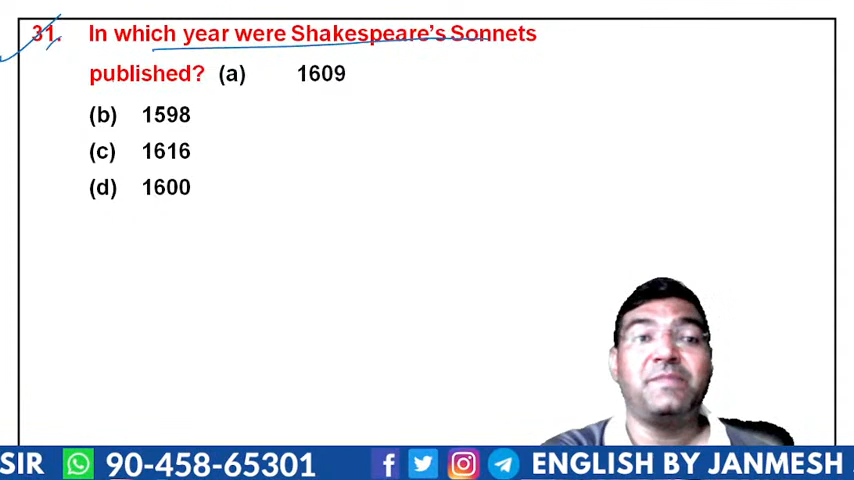 31. In which year were Shakespeare's Sonnets
published? (a) 1609
(b) 1598
(c) 1616
(d) 1600
SIR 90-458-65301 ENGLISH BY JANMESH